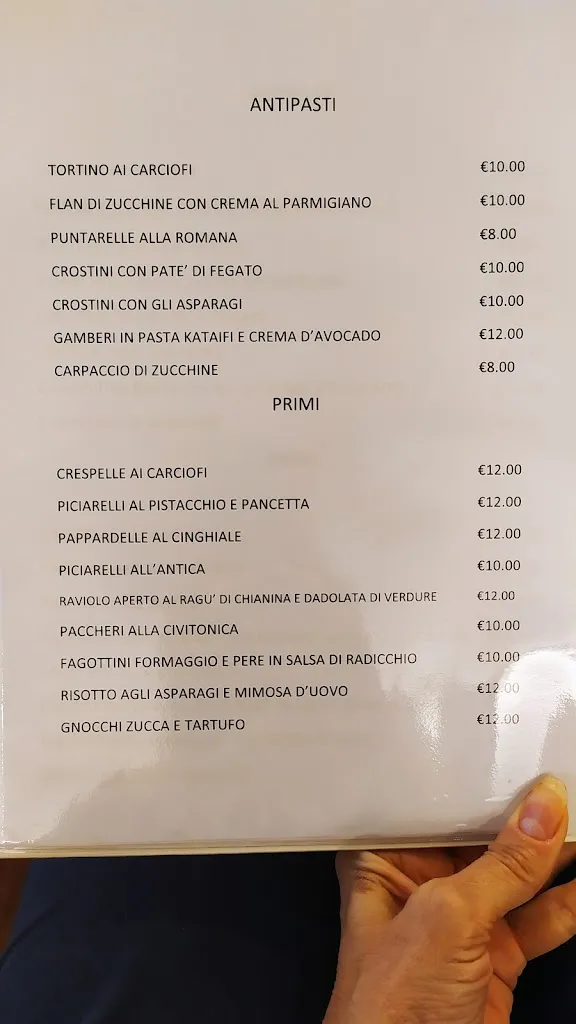 ANTIPASTI
TORTINO AI CARCIOFI €10.00
FLAN DI ZUCCHINE CON CREMA AL PARMIGIANO €10.00
PUNTARELLE ALLA ROMANA €8.00
CROSTINI CON PATE' DI FEGATO €10.00
CROSTINI CON GLI ASPARAGI €10.00
GAMBERI IN PASTA KATAIFI E CREMA D'AVOCADO €12.00
CARPACCIO DI ZUCCHINE €8.00
PRIMI
CRESPELLE AI CARCIOFI €12.00
PICIARELLI AL PISTACCHIO E PANCETTA €12.00
PAPPARDELLE AL CINGHIALE €12.00
PICIARELLI ALL'ANTICA €10.00
RAVIOLO APERTO AL RAGU' DI CHIANINA E DADOLATA DI VERDURE €12.00
PACCHERI ALLA CIVITONICA €10.00
FAGOTTINI FORMAGGIO E PERE IN SALSA DI RADICCHIO €10.00
RISOTTO AGLI ASPARAGI E MIMOSA D'UOVO €12.00
GNOCCHI ZUCCA E TARTUFO €12.00